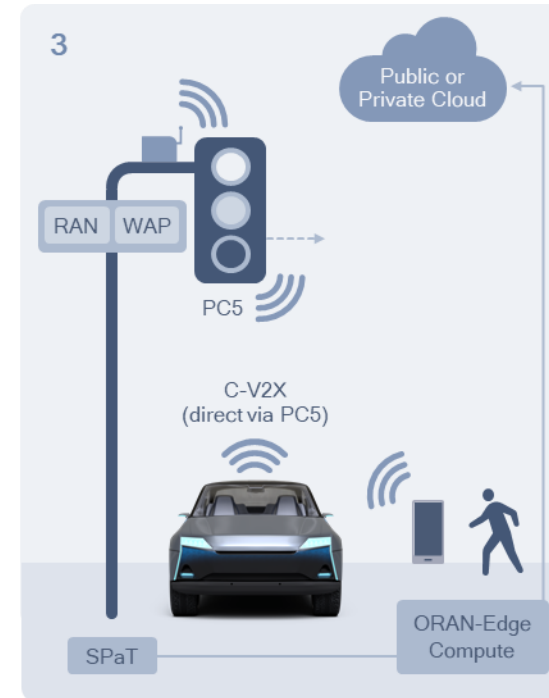 3
Public or
Private Cloud
RAN
WAP
PC5
C-V2X
(direct via PC5)
ORAN-Edge
Compute
SPaT